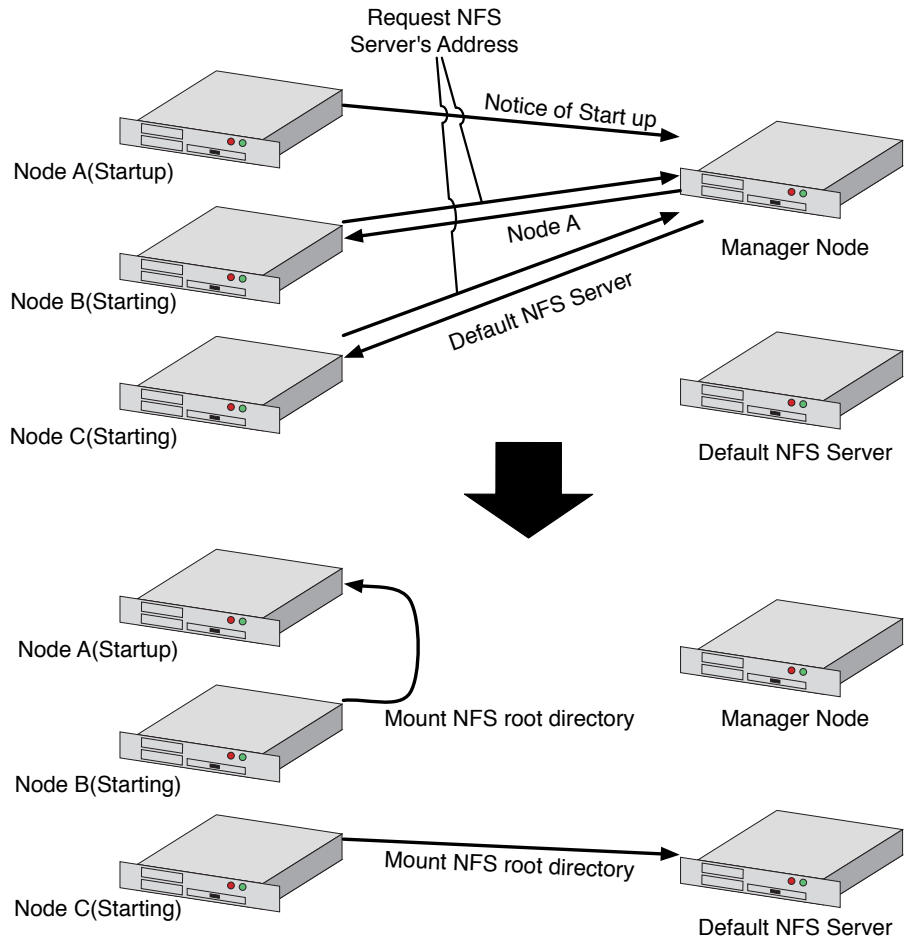 Request NFS
Server's Address
Notice of Start up
Node A(Startup)
Node A
Manager Node
Node B(Starting)
Default NFS Server
Node C(Starting)
Default NFS Server
Node A(Startup)
Mount NFS root directory
Manager Node
Node B(Starting)
Mount NFS root directory
Node C(Starting)
Default NFS Server